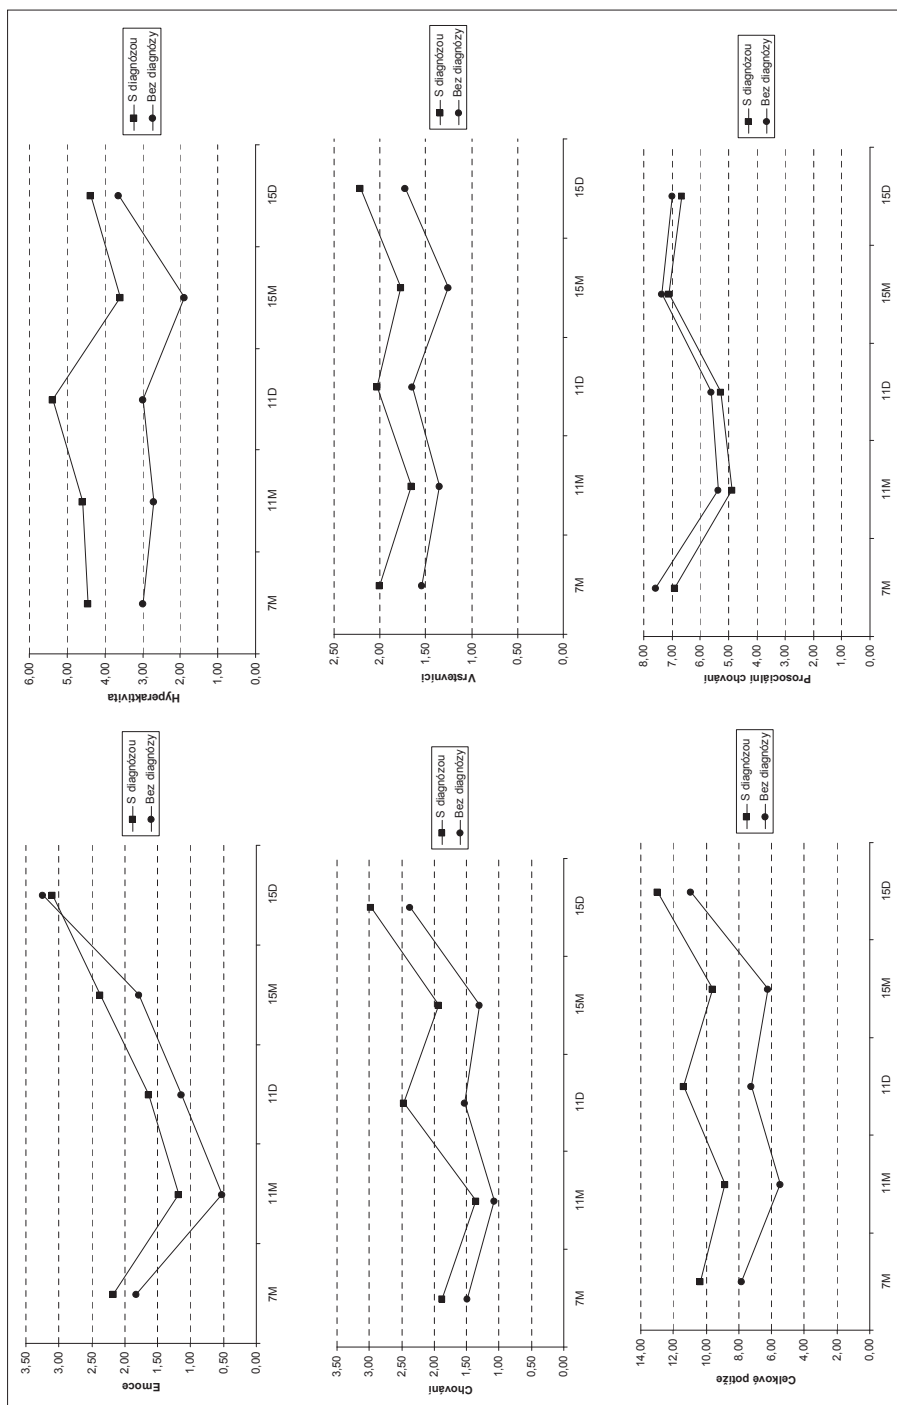 Emoce
3,50
3,00
2,50
2,00
1,50
1,00
0,50
0,00
7M 11M 11D 15M 15D
S diagnózou
Bez diagnózy
Hyperaktivita
6,00
5,00
4,00
3,00
2,00
1,00
0,00
7M 11M 11D 15M 15D
S diagnózou
Bez diagnózy
Chování
3,50
3,00
2,50
2,00
1,50
1,00
0,50
0,00
7M 11M 11D 15M 15D
S diagnózou
Bez diagnózy
Vrstevníci
2,50
2,00
1,50
1,00
0,50
0,00
7M 11M 11D 15M 15D
S diagnózou
Bez diagnózy
Celkové potíže
14,00
12,00
10,00
8,00
6,00
4,00
2,00
0,00
7M 11M 11D 15M 15D
S diagnózou
Bez diagnózy
Prosociální chování
8,00
7,00
6,00
5,00
4,00
3,00
2,00
1,00
0,00
7M 11M 11D 15M 15D
S diagnózou
Bez diagnózy